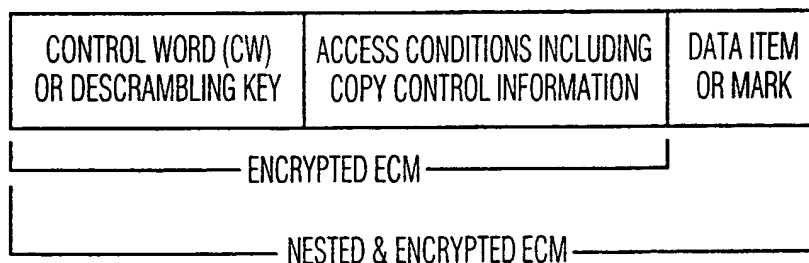 CONTROL WORD (CW)
OR DESCRAMBLING KEY
ACCESS CONDITIONS INCLUDING
COPY CONTROL INFORMATION
DATA ITEM
OR MARK
ENCRYPTED ECM
NESTED & ENCRYPTED ECM